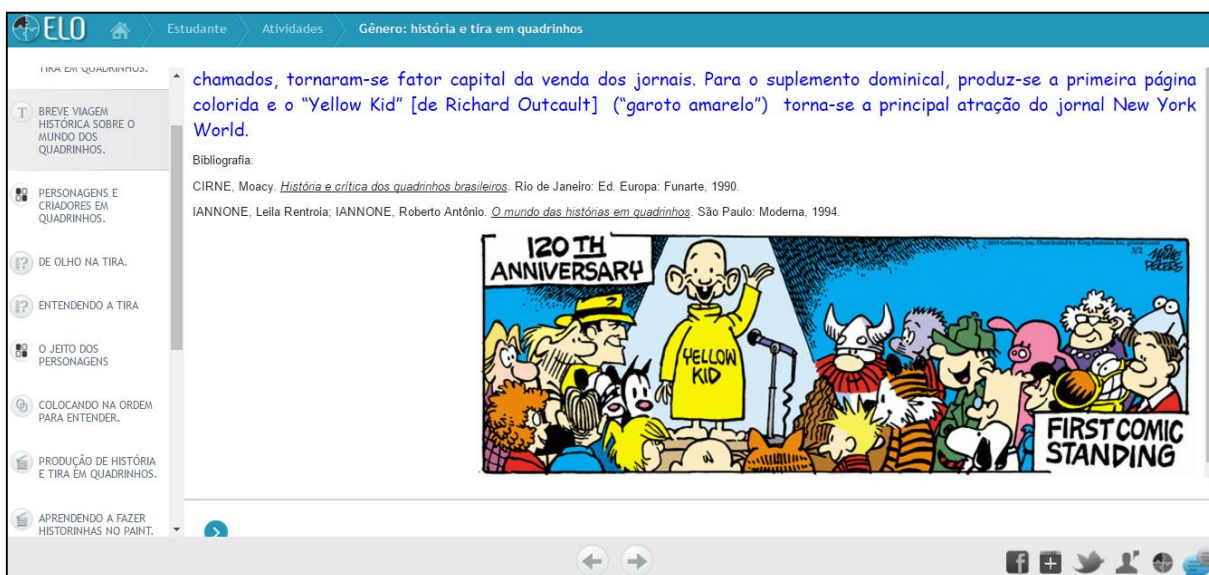 ELO
Estudante
Atividades
Gênero: história e tira em quadrinhos
TIRA EM QUADRINHOS.
T
BREVE VIAGEM
HISTÓRICA SOBRE O
MUNDO DOS
QUADRINHOS.
PERSONAGENS E
CRIADORES EM
QUADRINHOS.
DE OLHO NA TIRA.
ENTENDENDO A TIRA
O JEITO DOS
PERSONAGENS
COLOCANDO NA ORDEM
PARA ENTENDER.
PRODUÇÃO DE HISTÓRIA
E TIRA EM QUADRINHOS.
APRENDENDO A FAZER
HISTORINHAS NO PAINT.
chamados, tornaram-se fator capital da venda dos jornais. Para o suplemento dominical, produz-se a primeira página
colorida e o “Yellow Kid” [de Richard Outcault] (“garoto amarelo”) torna-se a principal atração do jornal New York
World.
Bibliografia:
CIRNE, Moacy. História e crítica dos quadrinhos brasileiros. Rio de Janeiro: Ed. Europa: Funarte, 1990.
IANNONE, Leila Rentroia; IANNONE, Roberto Antônio. O mundo das histórias em quadrinhos. São Paulo: Moderna, 1994.
120TH
ANNIVERSARY
3/2
MIKE
PETERS
YELLOW
KID
FIRST COMIC
STANDING